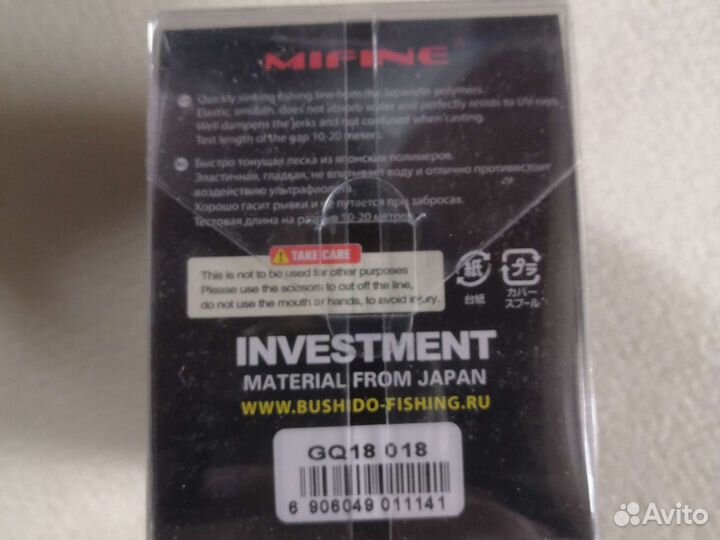 MIFINE
Quickly sinking fishing line from the Japanese polymers.
Elastic, smooth, does not absorb water and perfectly resists to UV-rays.
Well dampens the jerks and not confused when casting.
Test length of the gap 10-20 meters.
Быстро тонущая леска из японских полимеров.
Эластичная, гладкая, не впитывает воду и отлично противостоит
воздействию ультрафиолета.
Хорошо гасит рывки и не путается при забросах.
Тестовая длина на разрыв 10-20 метров.
TAKE CARE
This is not to be used for other purposes
Please use the scissors to cut off the line,
do not use the mouth or hands, to avoid injury.
紙
台紙
プラ
カバー
スプール
INVESTMENT
MATERIAL FROM JAPAN
WWW.BUSHIDO-FISHING.RU
GQ18 018
6 906049 011141
Avito